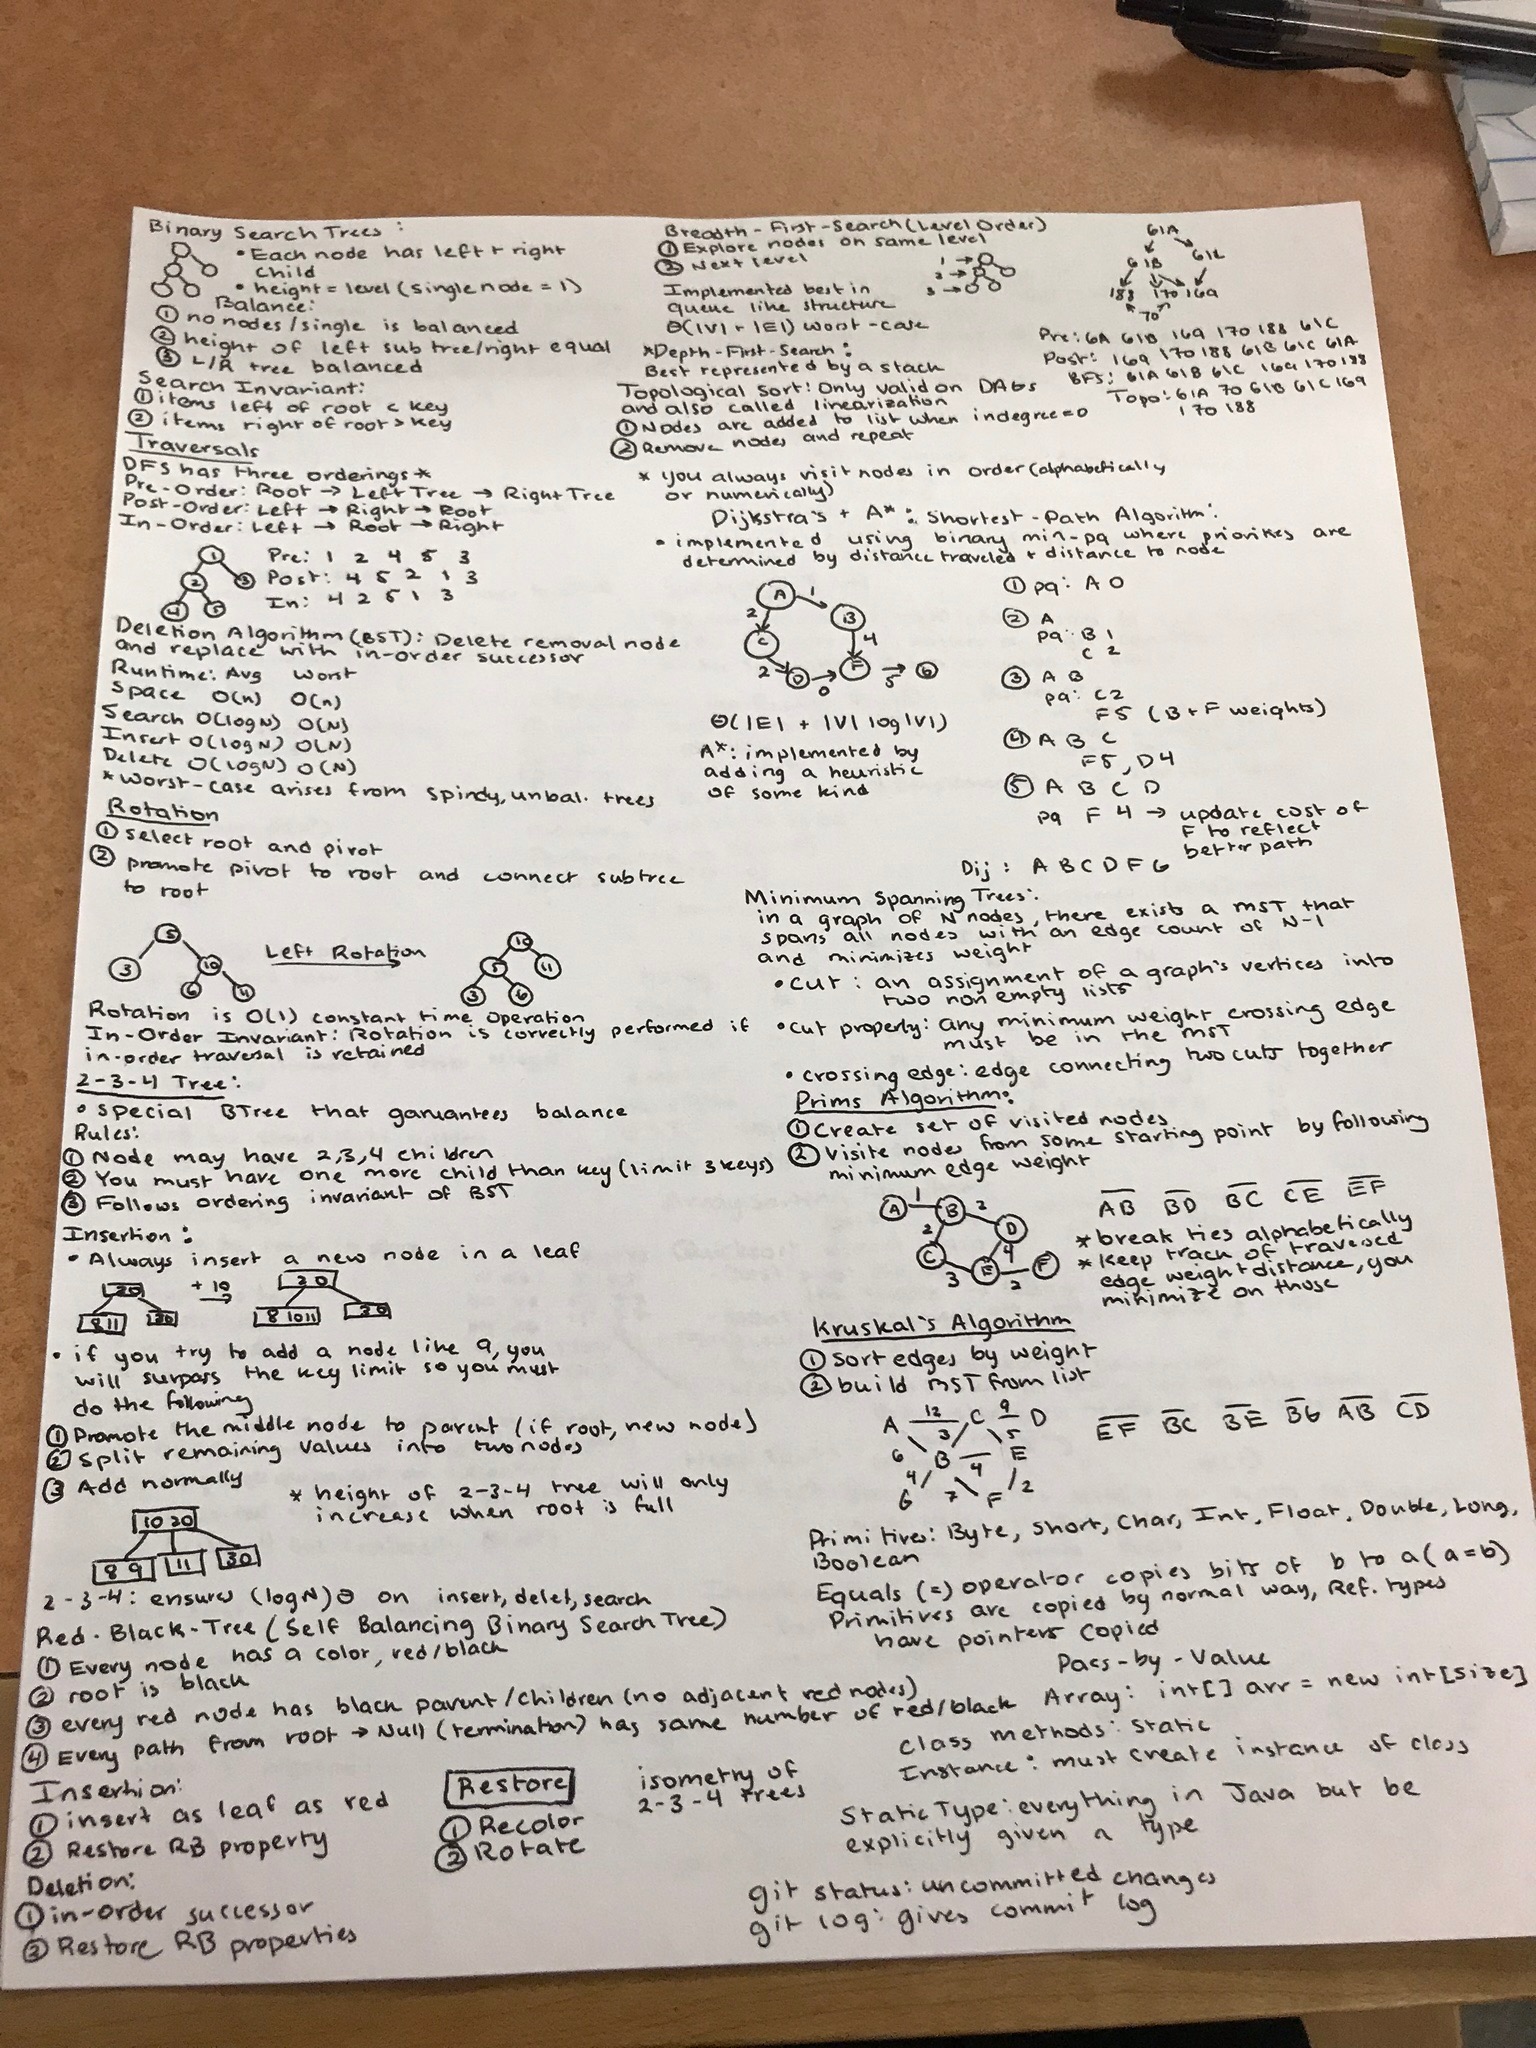 Binary Search Trees:
• Each node has left + right
child
• height = level (single node = 1)
Balance:
① no nodes/single is balanced
② height of left sub tree/right equal
③ L/R tree balanced
Search Invariant:
① items left of root < key
② items right of root > key
Traversals
DFS has three orderings *
Pre-Order: Root → Left Tree → Right Tree
Post-Order: Left → Right → Root
In-Order: Left → Root → Right
1
2 3
4 5
Pre: 1 2 4 5 3
Post: 4 5 2 1 3
In: 4 2 5 1 3
Deletion Algorithm (BST): Delete removal node
and replace with in-order successor
Runtime: Avg Worst
Space O(n) O(n)
Search O(logN) O(N)
Insert O(logN) O(N)
Delete O(logN) O(N)
* Worst-case arises from spindy, unbal. trees
Rotation
① select root and pivot
② promote pivot to root and connect subtree
to root
5
3 10
6
Left Rotation
10
5 11
3 6
Rotation is O(1) constant time operation
In-Order Invariant: Rotation is correctly performed if
in-order traversal is retained
2-3-4 Tree:
• special BTree that garuantees balance
Rules:
① Node may have 2,3,4 children
② You must have one more child than key (limit 3 keys)
③ Follows ordering invariant of BST
Insertion:
• Always insert a new node in a leaf
20
8 11 30
+ 10
20
8 10 11 30
• if you try to add a node like 9, you
will surpass the key limit so you must
do the following
① Promote the middle node to parent (if root, new node)
② Split remaining values into two nodes
③ Add normally
* height of 2-3-4 tree will only
increase when root is full
10 20
8 9 11 30
2-3-4: ensures (logN)Θ on insert, delet, search
Red-Black-Tree (Self Balancing Binary Search Tree)
① Every node has a color, red/black
② root is black
③ every red node has black parent/children (no adjacent red nodes)
④ Every path from root → Null (termination) has same number of red/black
Insertion:
① insert as leaf as red
② Restore RB property
Deletion:
① in-order successor
② Restore RB properties
Restore
① Recolor
② Rotate
isometry of
2-3-4 trees
Breadth-First-Search (Level Order)
① Explore nodes on same level
② Next level
Implemented best in
queue like structure
Θ(|V| + |E|) worst-case
1 →
2 →
3 →
61A
61B 61C
188 170 169
70
Pre: 61A 61B 169 170 188 61C
Post: 169 170 188 61B 61C 61A
BFS: 61A 61B 61C 169 170 188
Topo: 61A 70 61B 61C 169
170 188
* Depth-First-Search:
Best represented by a stack
Topological Sort: Only valid on DAGs
and also called linearization
① Nodes are added to list when indegree=0
② Remove nodes and repeat
* you always visit nodes in order (alphabetically
or numerically)
Dijkstra's + A*: Shortest-Path Algorithm:
• implemented using binary min-pq where priorities are
determined by distance traveled + distance to node
A 1 B
2 4
C 2 D 0 F 5 G
① pq: A 0
② A
pq: B 1
C 2
③ A B
pq: C2
F5 (B+F weights)
④ A B C
F5, D4
⑤ A B C D
pq F 4 → update cost of
F to reflect
better path
Dij: A B C D F G
Θ(|E| + |V| log|V|)
A*: implemented by
adding a heuristic
of some kind
Minimum Spanning Trees:
in a graph of N nodes, there exists a MST that
spans all nodes with an edge count of N-1
and minimizes weight
• cut: an assignment of a graph's vertices into
two non empty lists
• cut property: any minimum weight crossing edge
must be in the MST
• crossing edge: edge connecting two cuts together
Prims Algorithm:
① Create set of visited nodes
② Visite nodes from some starting point by following
minimum edge weight
A 1 B 2 D
2 4
C 3 E 2 F
AB BD BC CE EF
* break ties alphabetically
* keep track of traversed
edge weight distance, you
minimize on those
Kruskal's Algorithm
① sort edges by weight
② build MST from list
A 12 C 9 D
6 3 5
B 4 E
4 7 2
G F
EF BC BE BG AB CD
Primitives: Byte, Short, Char, Int, Float, Double, Long,
Boolean
Equals (=) operator copies bits of b to a (a=b)
Primitives are copied by normal way, Ref. types
have pointers copied
Pass-by-Value
Array: int[] arr = new int[size]
class methods: static
Instance: must create instance of class
Static Type: everything in Java but be
explicitly given a type
git status: uncommitted changes
git log: gives commit log